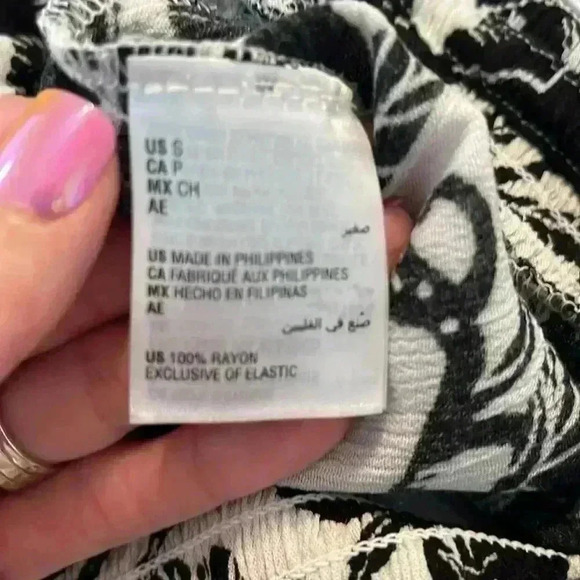 US S
CA P
MX CH
AE
صغير
US MADE IN PHILIPPINES
CA FABRIQUÉ AUX PHILIPPINES
MX HECHO EN FILIPINAS
AE
صنع في الفلبين
US 100% RAYON
EXCLUSIVE OF ELASTIC